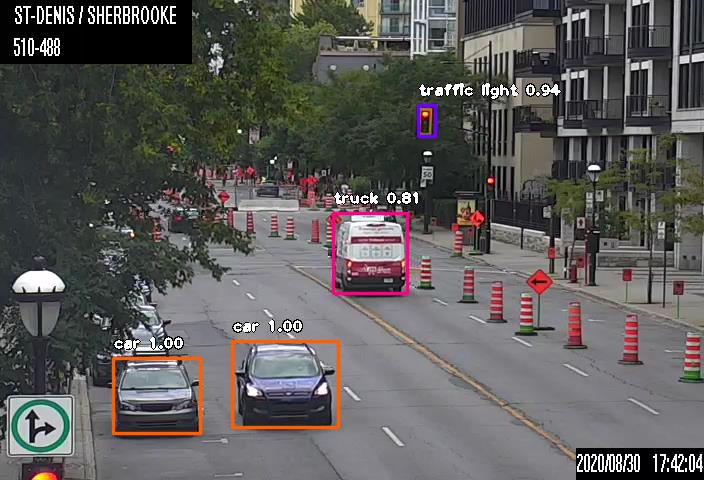 ST-DENIS / SHERBROOKE
510-488
traffic light 0.94
50
truck 0.81
car 1.00
car 1.00
2020/08/30 17:42:04